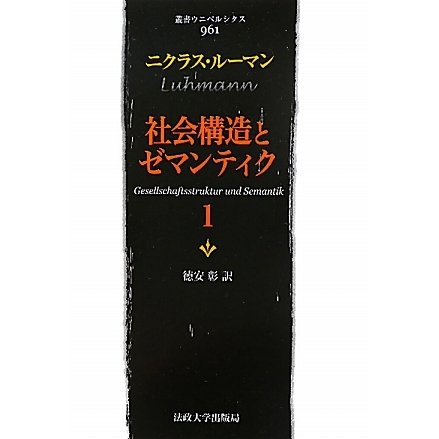 叢書ウニベルシタス
961
ニクラス・ルーマン
Luhmann
社会構造と
ゼマンティク
Gesellschaftsstruktur und Semantik
1
徳安 彰 訳
法政大学出版局